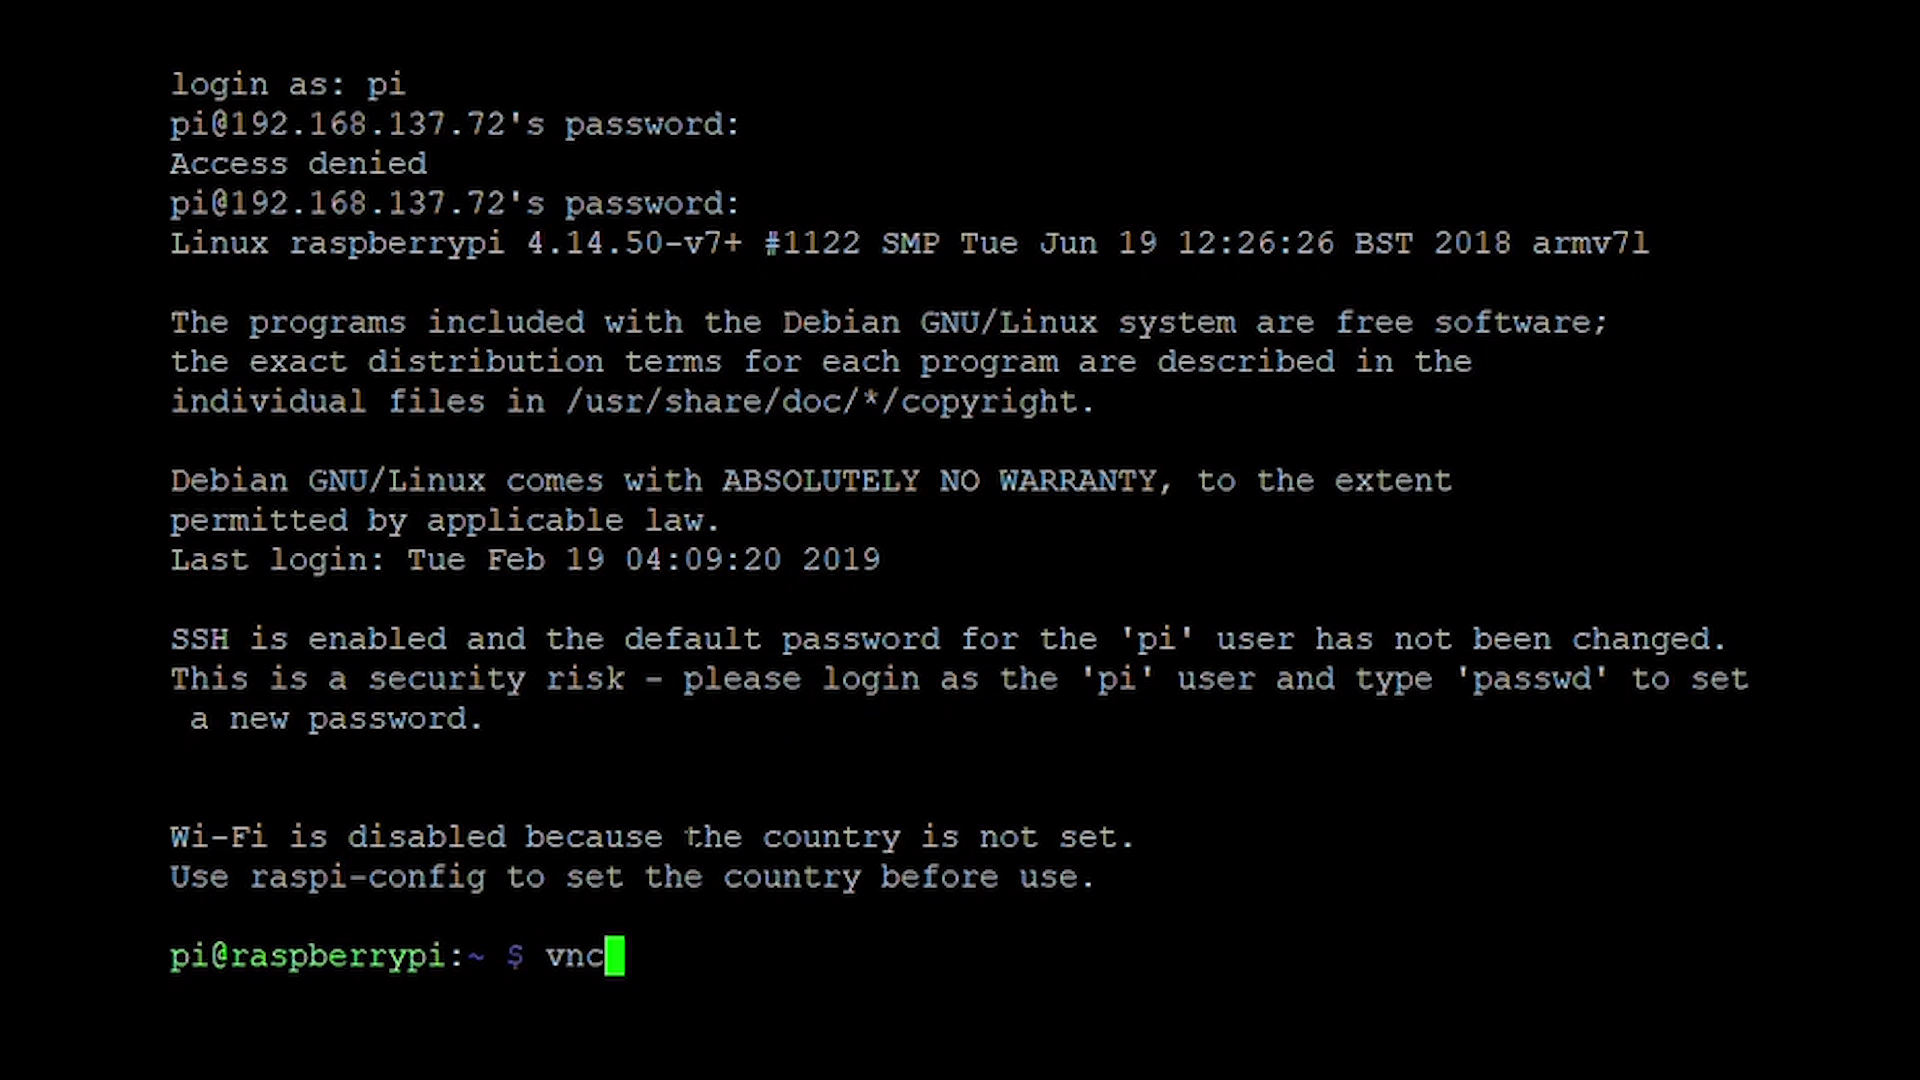 login as: pi
pi@192.168.137.72's password:
Access denied
pi@192.168.137.72's password:
Linux raspberrypi 4.14.50-v7+ #1122 SMP Tue Jun 19 12:26:26 BST 2018 armv7l
The programs included with the Debian GNU/Linux system are free software;
the exact distribution terms for each program are described in the
individual files in /usr/share/doc/*/copyright.
Debian GNU/Linux comes with ABSOLUTELY NO WARRANTY, to the extent
permitted by applicable law.
Last login: Tue Feb 19 04:09:20 2019
SSH is enabled and the default password for the 'pi' user has not been changed.
This is a security risk - please login as the 'pi' user and type 'passwd' to set
a new password.
Wi-Fi is disabled because the country is not set.
Use raspi-config to set the country before use.
pi@raspberrypi:~ $ vnc